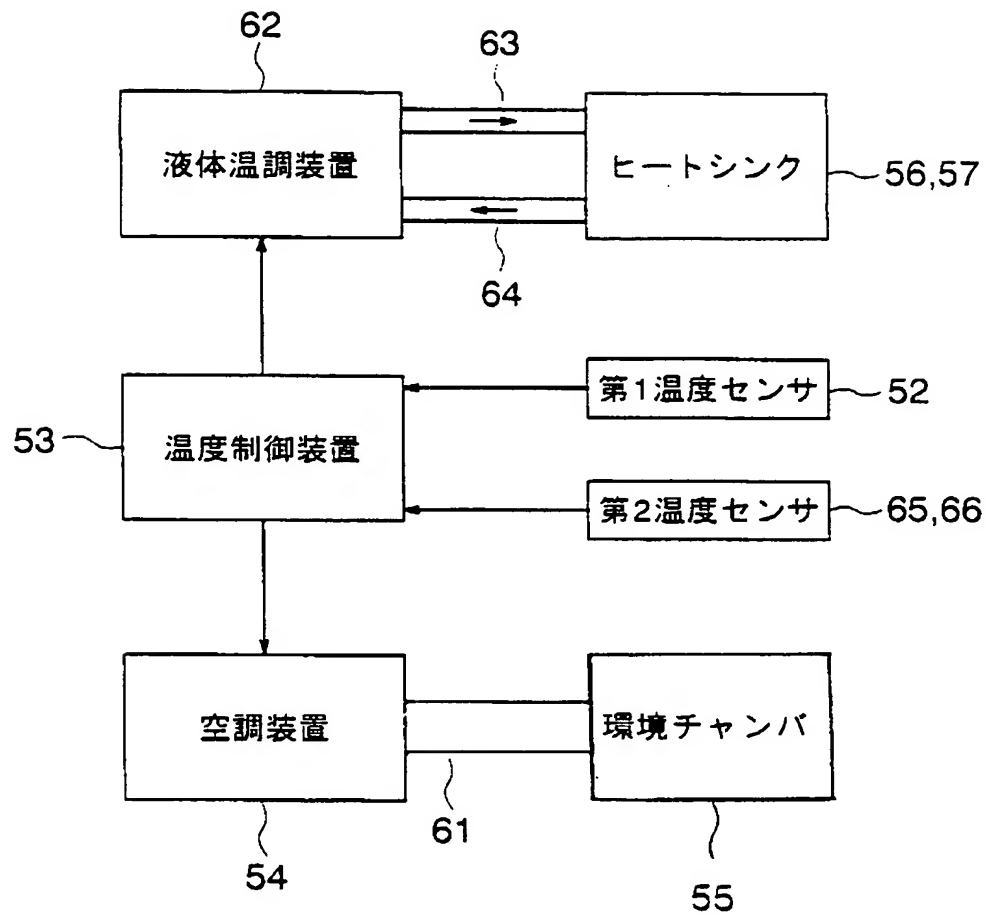 62
63
液体温調装置
ヒートシンク
56,57
64
第1温度センサ
52
53
温度制御装置
第2温度センサ
65,66
空調装置
環境チャンバ
61
54
55